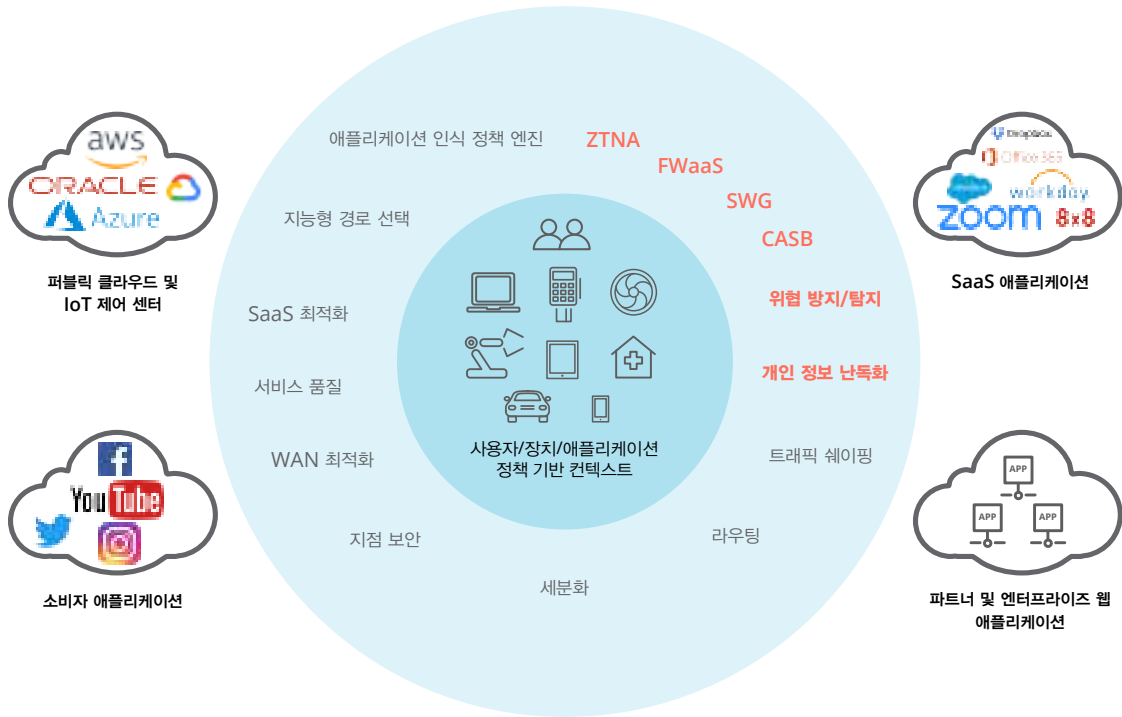 애플리케이션 인식 정책 엔진
ZTNA
FWaaS
SWG
CASB
위협 방지/탐지
개인 정보 난독화
트래픽 쉐이핑
라우팅
세분화
지점 보안
WAN 최적화
서비스 품질
SaaS 최적화
지능형 경로 선택
사용자/장치/애플리케이션
정책 기반 컨텍스트
aws
ORACLE
Azure
퍼블릭 클라우드 및
IoT 제어 센터
Dropbox
Office 365
salesforce
workday
zoom
8x8
SaaS 애플리케이션
f
YouTube
소비자 애플리케이션
APP
APP
APP
파트너 및 엔터프라이즈 웹
애플리케이션